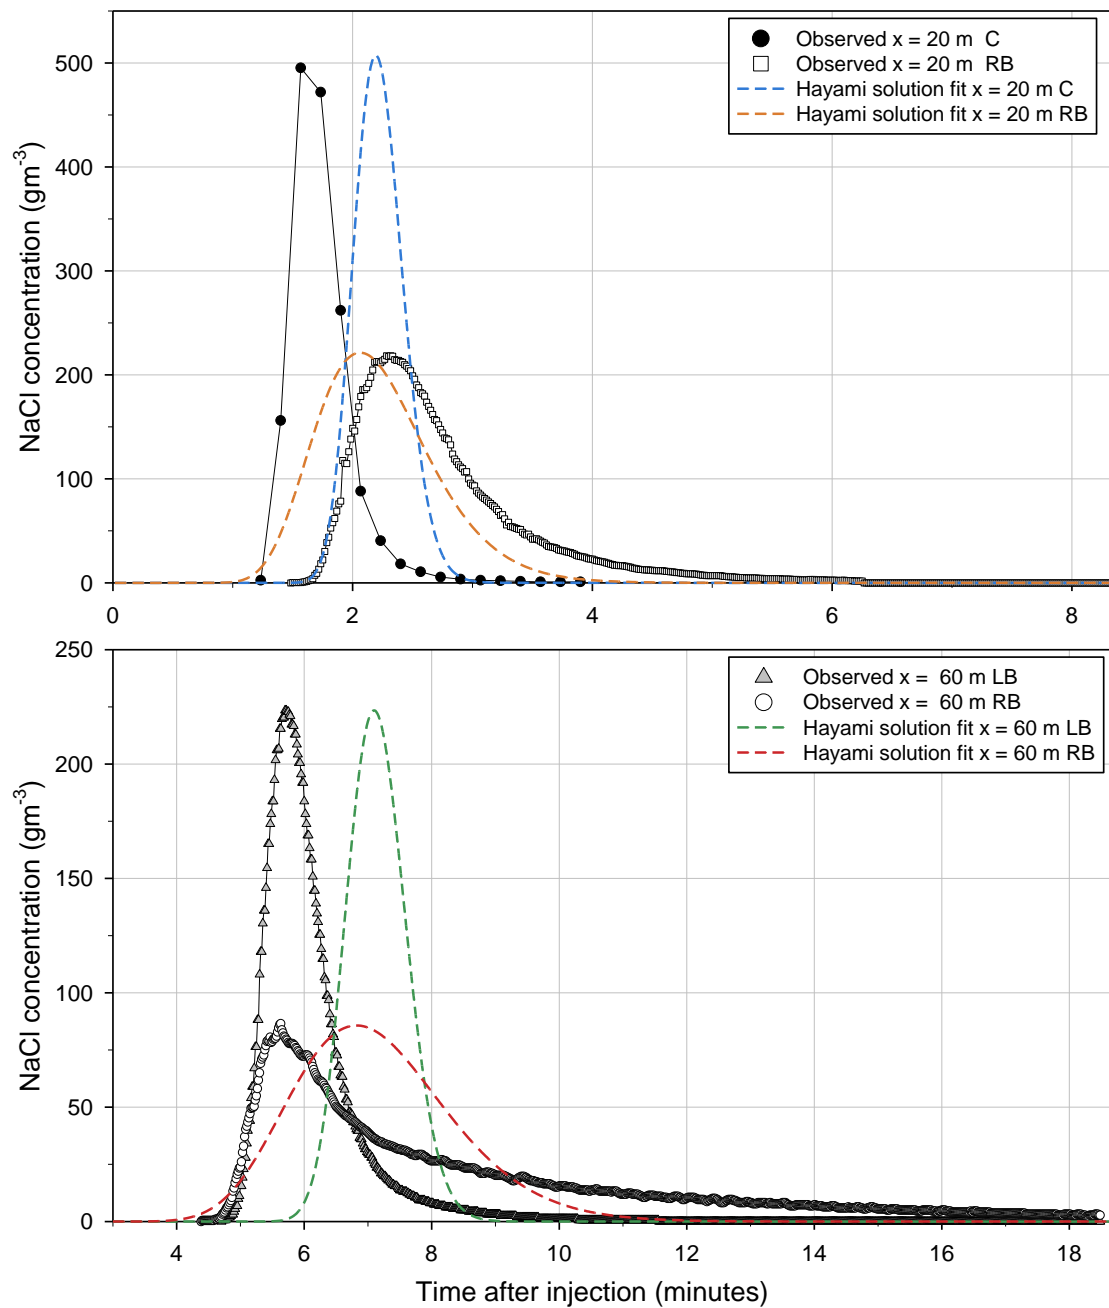 Observed x = 20 m  C
Observed x = 20 m  RB
Hayami solution fit x = 20 m C
Hayami solution fit x = 20 m RB
NaCl concentration (gm⁻³)
500
400
300
200
100
0
0 2 4 6 8
Observed x =  60 m LB
Observed x =  60 m RB
Hayami solution fit x = 60 m LB
Hayami solution fit x = 60 m RB
NaCl concentration (gm⁻³)
250
200
150
100
50
0
4 6 8 10 12 14 16 18
Time after injection (minutes)